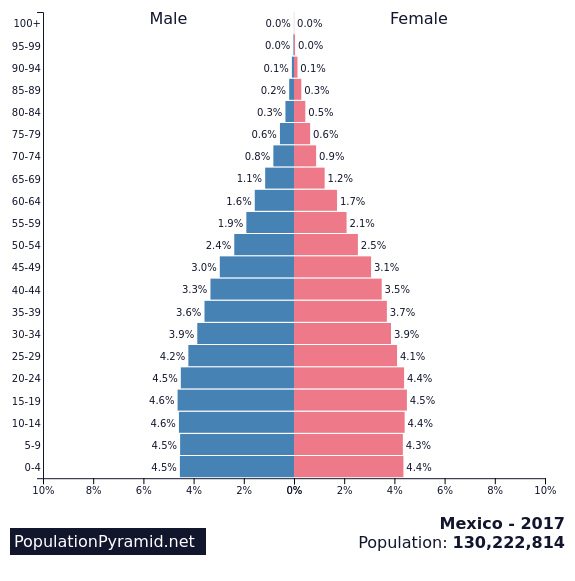 Male Female
100+ 0.0% 0.0%
95-99 0.0% 0.0%
90-94 0.1% 0.1%
85-89 0.2% 0.3%
80-84 0.3% 0.5%
75-79 0.6% 0.6%
70-74 0.8% 0.9%
65-69 1.1% 1.2%
60-64 1.6% 1.7%
55-59 1.9% 2.1%
50-54 2.4% 2.5%
45-49 3.0% 3.1%
40-44 3.3% 3.5%
35-39 3.6% 3.7%
30-34 3.9% 3.9%
25-29 4.2% 4.1%
20-24 4.5% 4.4%
15-19 4.6% 4.5%
10-14 4.6% 4.4%
5-9 4.5% 4.3%
0-4 4.5% 4.4%
10% 8% 6% 4% 2% 0% 2% 4% 6% 8% 10%
Mexico - 2017
PopulationPyramid.net Population: 130,222,814